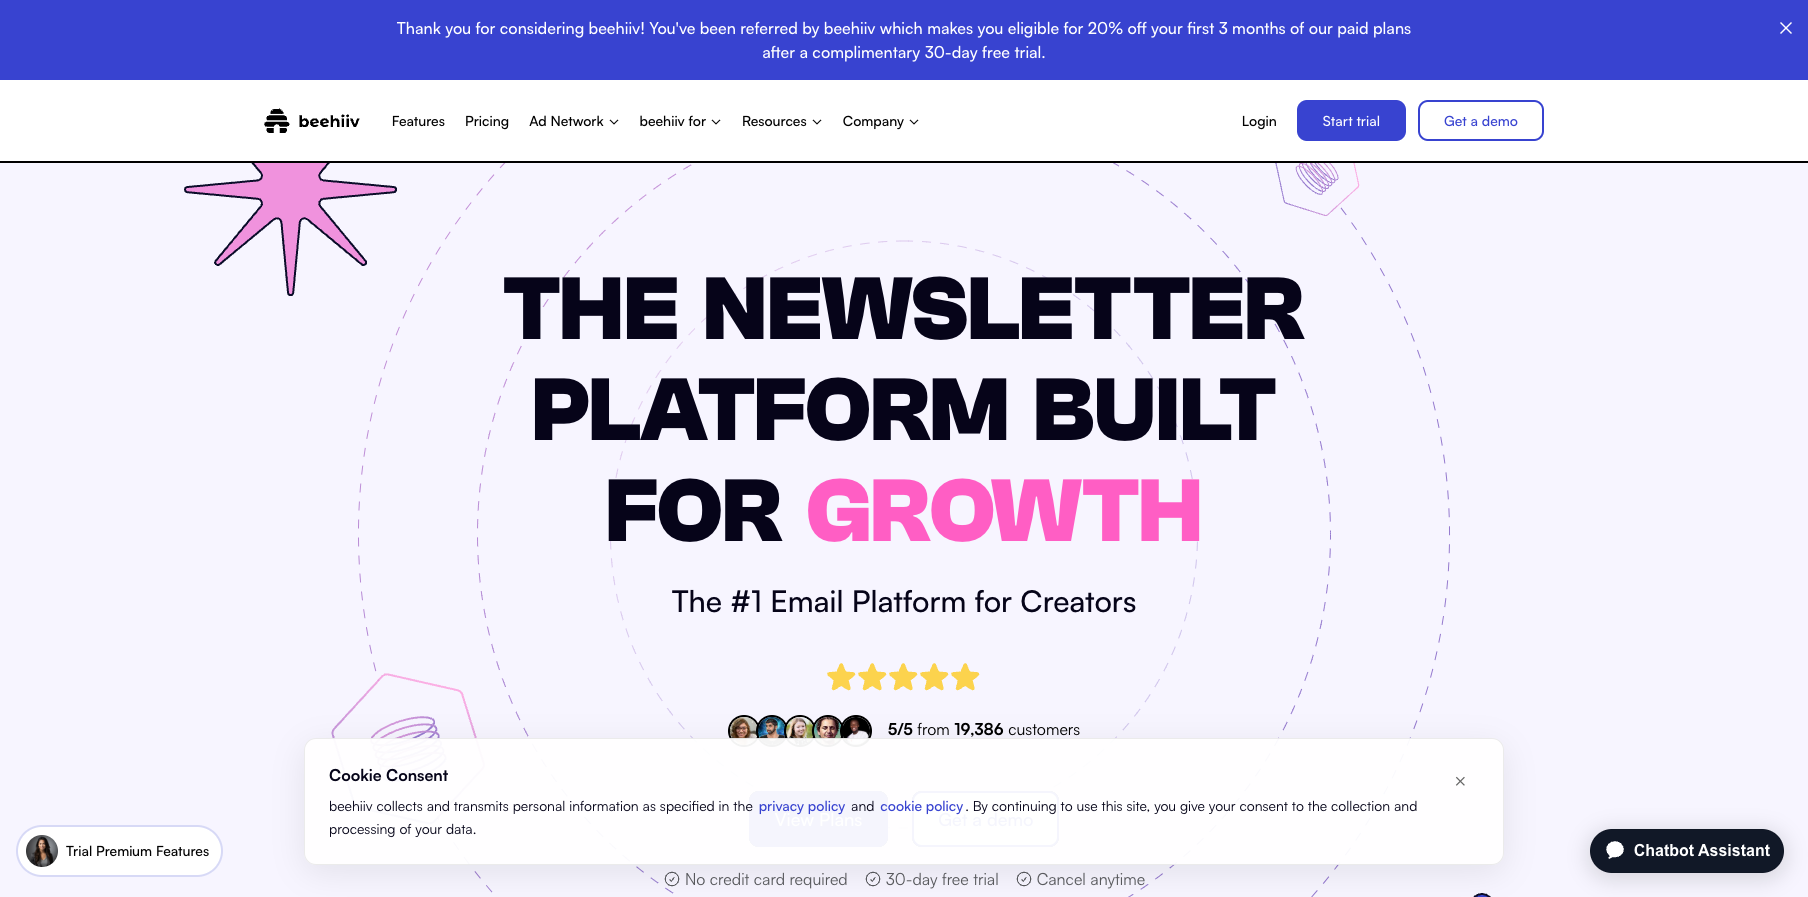 Thank you for considering beehiiv! You've been referred by beehiiv which makes you eligible for 20% off your first 3 months of our paid plans
after a complimentary 30-day free trial.
beehiiv Features Pricing Ad Network beehiiv for Resources Company Login Start trial Get a demo
THE NEWSLETTER
PLATFORM BUILT
FOR GROWTH
The #1 Email Platform for Creators
5/5 from 19,386 customers
Cookie Consent
beehiiv collects and transmits personal information as specified in the privacy policy and cookie policy. By continuing to use this site, you give your consent to the collection and
processing of your data.
View Plans Get a demo
Trial Premium Features
Chatbot Assistant
No credit card required 30-day free trial Cancel anytime